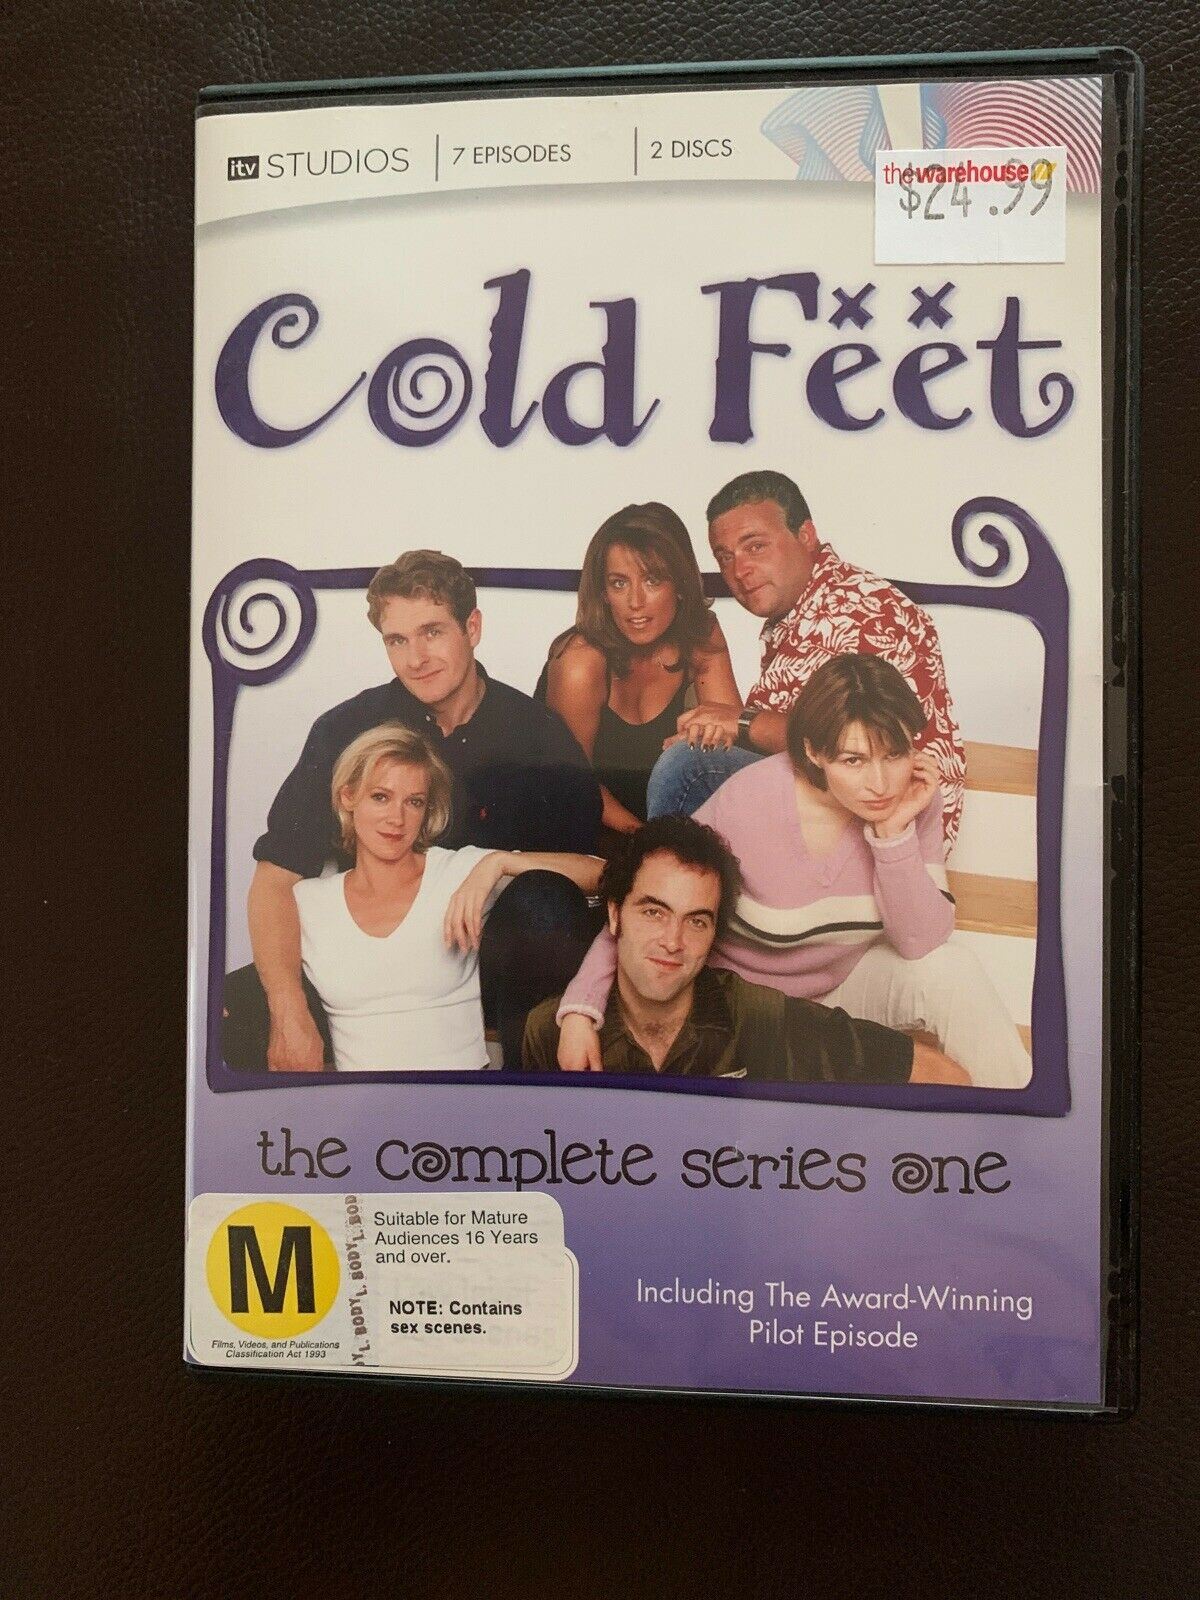 itv STUDIOS
7 EPISODES
2 DISCS
the warehouse
$24.99
Cold Feet
the complete series one
M
Suitable for Mature
Audiences 16 Years
and over.
NOTE: Contains
sex scenes.
Films, Videos, and Publications
Classification Act 1993
Including The Award-Winning
Pilot Episode